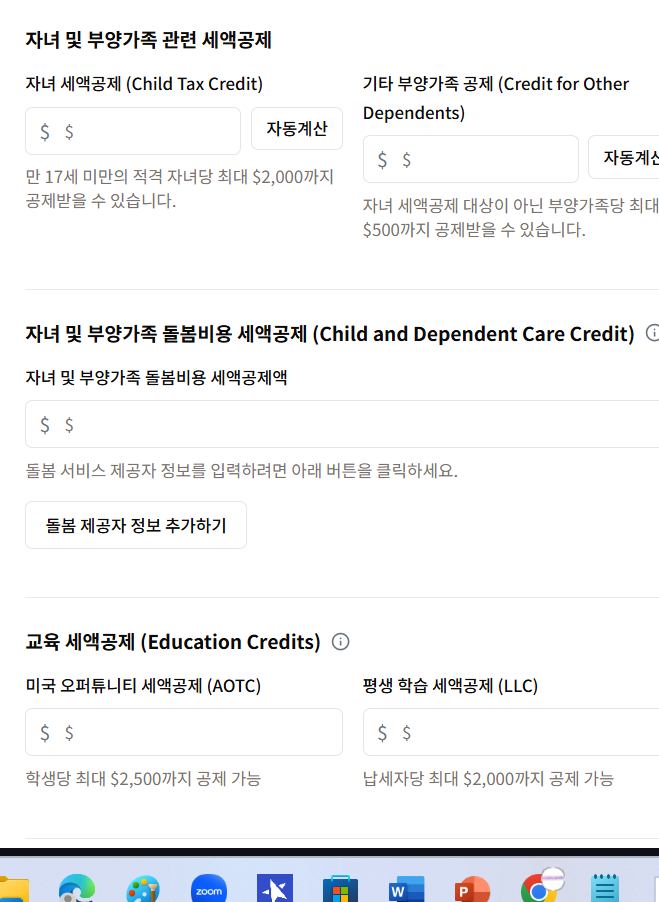 자녀 및 부양가족 관련 세액공제
자녀 세액공제 (Child Tax Credit)
$ $
자동계산
만 17세 미만의 적격 자녀당 최대 $2,000까지
공제받을 수 있습니다.
기타 부양가족 공제 (Credit for Other
Dependents)
$ $
자동계산
자녀 세액공제 대상이 아닌 부양가족당 최대
$500까지 공제받을 수 있습니다.
자녀 및 부양가족 돌봄비용 세액공제 (Child and Dependent Care Credit)
자녀 및 부양가족 돌봄비용 세액공제액
$ $
돌봄 서비스 제공자 정보를 입력하려면 아래 버튼을 클릭하세요.
돌봄 제공자 정보 추가하기
교육 세액공제 (Education Credits)
미국 오퍼튜니티 세액공제 (AOTC)
$ $
학생당 최대 $2,500까지 공제 가능
평생 학습 세액공제 (LLC)
$ $
납세자당 최대 $2,000까지 공제 가능
zoom
W
P